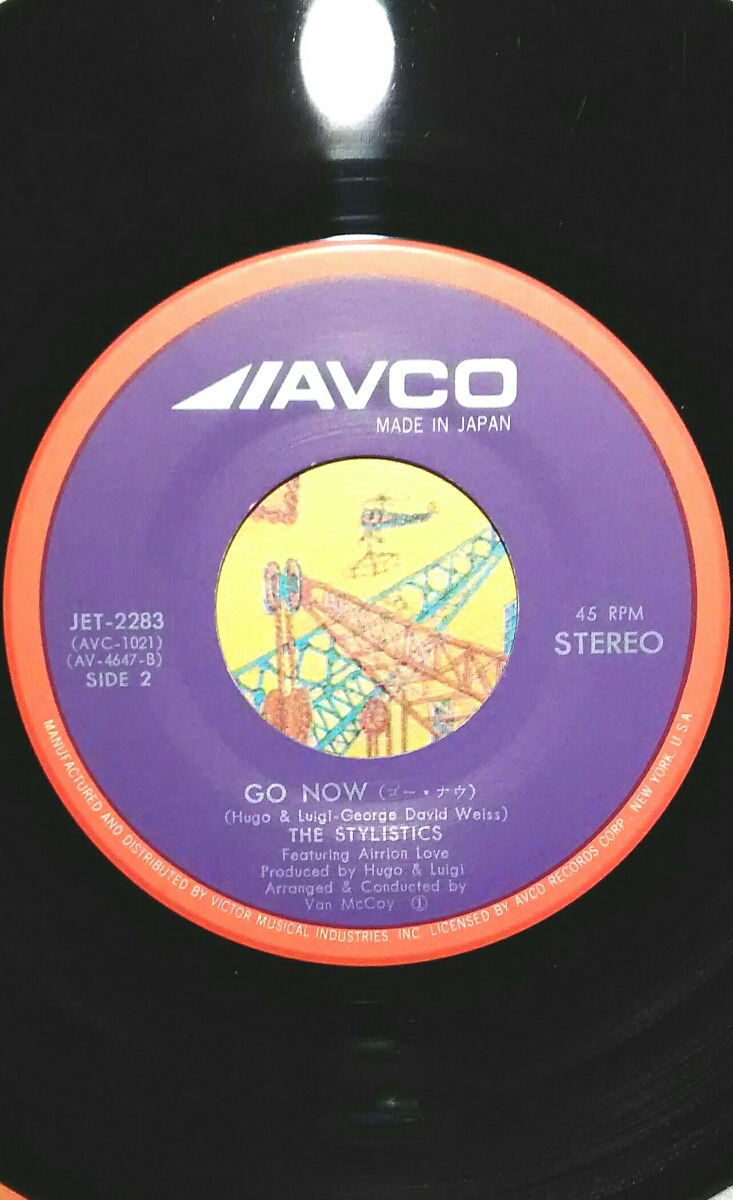 AVCO
MADE IN JAPAN
JET-2283
(AVC-1021)
(AV-4647-B)
SIDE 2
45 RPM
STEREO
GO NOW (ゴー・ナウ)
(Hugo & Luigi-George David Weiss)
THE STYLISTICS
Featuring Airrion Love
Produced by Hugo & Luigi
Arranged & Conducted by
Van McCoy ①
MANUFACTURED AND DISTRIBUTED BY VICTOR MUSICAL INDUSTRIES, INC. LICENSED BY AVCO RECORDS CORP., NEW YORK, U.S.A